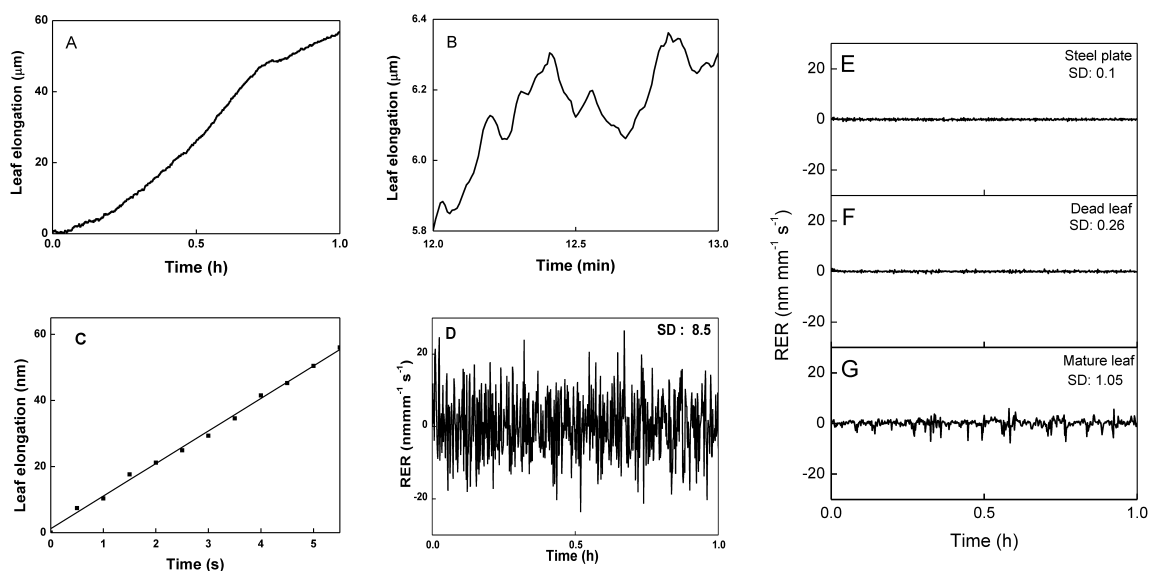 A
Leaf elongation (μm)
60
40
20
0
0.0 0.5 1.0
Time (h)
B
Leaf elongation (μm)
6.4
6.2
6.0
5.8
12.0 12.5 13.0
Time (min)
C
Leaf elongation (nm)
60
40
20
0
0 1 2 3 4 5
Time (s)
D
SD : 8.5
RER (nmmm⁻¹ s⁻¹)
20
0
-20
0.0 0.5 1.0
Time (h)
RER (nm mm⁻¹ s⁻¹)
E
Steel plate
SD: 0.1
20
0
-20
F
Dead leaf
SD: 0.26
20
0
-20
G
Mature leaf
SD: 1.05
20
0
-20
0.0 0.5 1.0
Time (h)